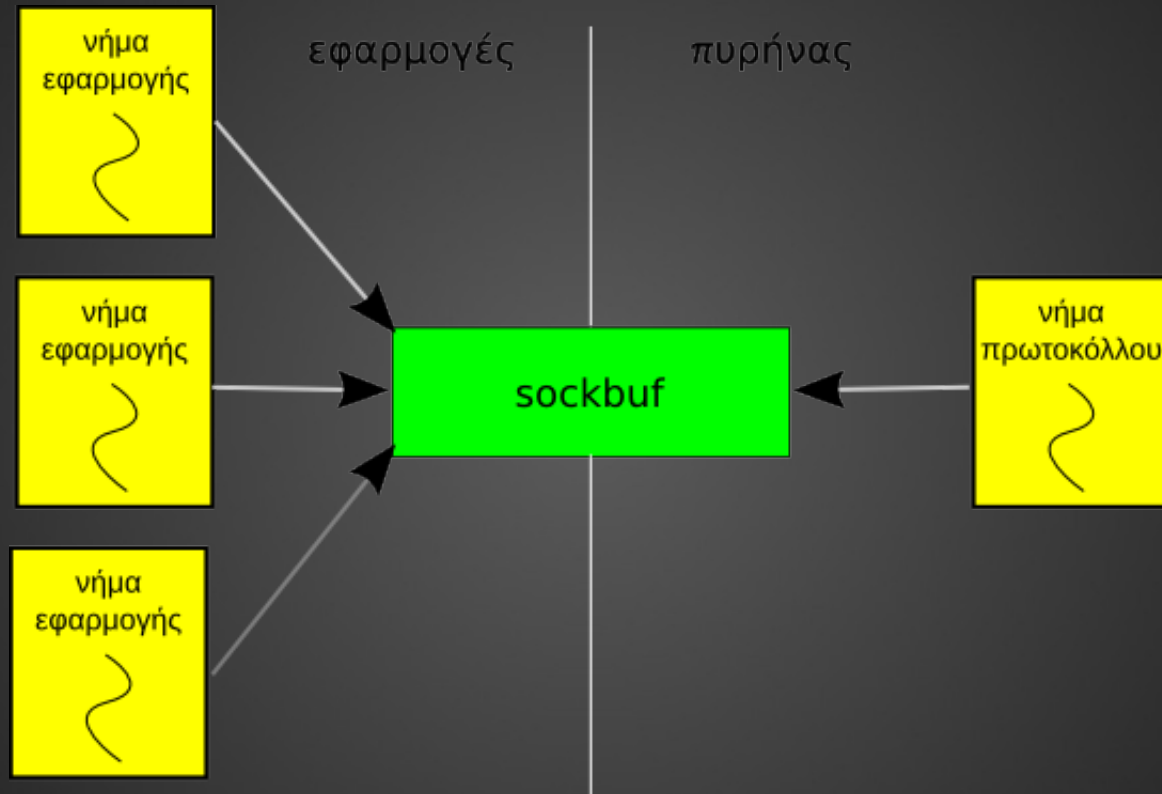 εφαρμογές
πυρήνας
νήμα
εφαρμογής
νήμα
εφαρμογής
νήμα
εφαρμογής
sockbuf
νήμα
πρωτοκόλλου